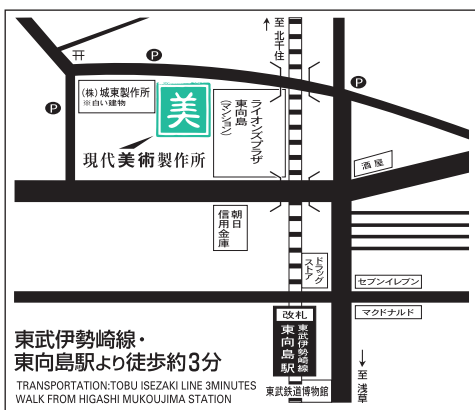 至北千住
P
P
P
(株)城東製作所
※白い建物
美
ライオンズプラザ
東向島
(マンション)
現代美術製作所
酒屋
朝日
信用金庫
ドラッグ
ストア
セブンイレブン
マクドナルド
改札
東武伊勢崎線
東向島駅
東武鉄道博物館
至浅草
東武伊勢崎線・
東向島駅より徒歩約3分
TRANSPORTATION:TOBU ISEZAKI LINE 3MINUTES
WALK FROM HIGASHI MUKOUJIMA STATION